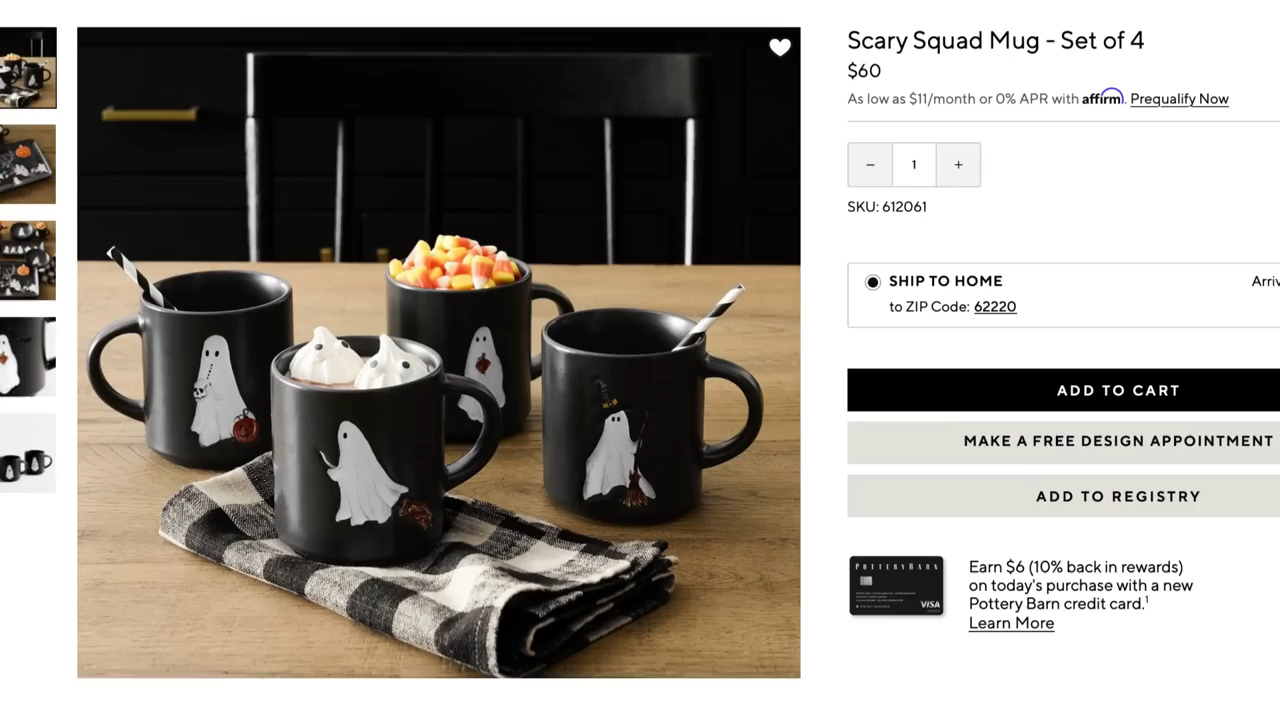 Scary Squad Mug - Set of 4
$60
As low as $11/month or 0% APR with affirm. Prequalify Now
− 1 +
SKU: 612061
SHIP TO HOME
Arriv
to ZIP Code: 62220
ADD TO CART
MAKE A FREE DESIGN APPOINTMENT
ADD TO REGISTRY
POTTERY BARN
VISA
Earn $6 (10% back in rewards)
on today's purchase with a new
Pottery Barn credit card.1
Learn More